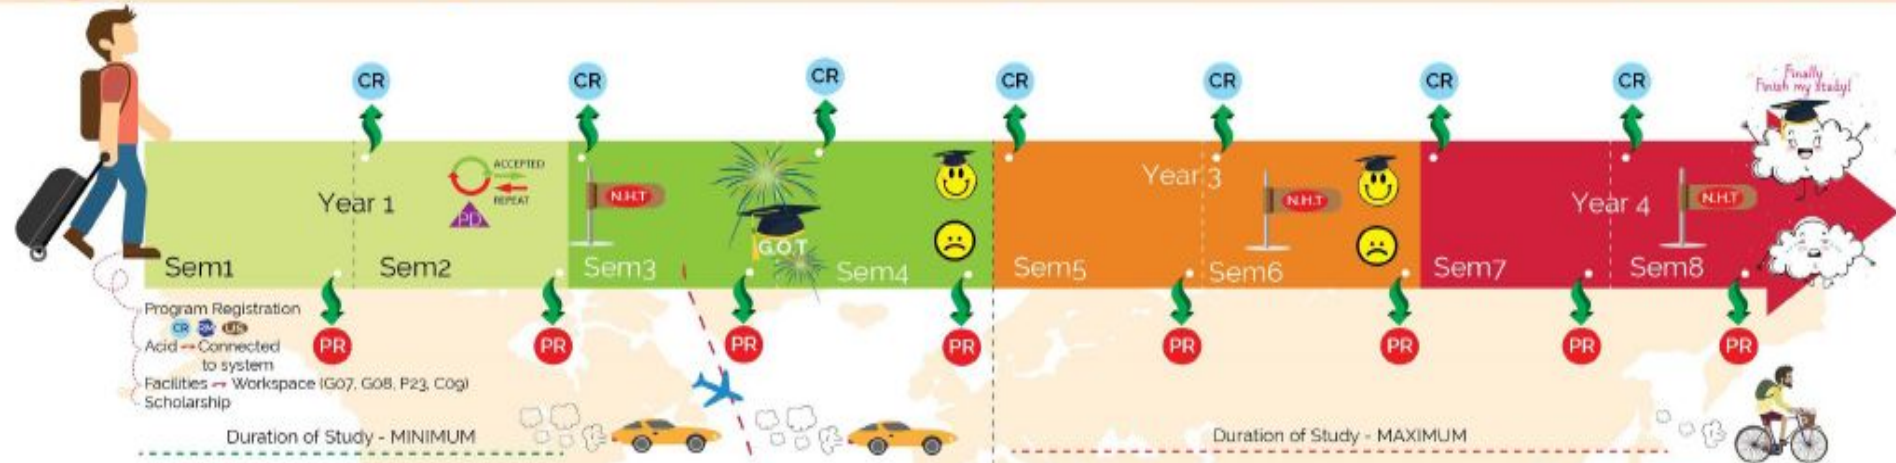 CR
CR
CR
CR
CR
CR
CR
Finally
Finish my study!
ACCEPTED
REPEAT
PD
Year 1
N.H.T
G.O.T
Year 3
N.H.T
Year 4
N.H.T
Sem1
Sem2
Sem3
Sem4
Sem5
Sem6
Sem7
Sem8
PR
PR
PR
PR
PR
PR
PR
PR
Program Registration
CR RM LIS
Acid → Connected
to system
Facilities → Workspace (G07, G08, P23, C09)
Scholarship
Duration of Study - MINIMUM
Duration of Study - MAXIMUM